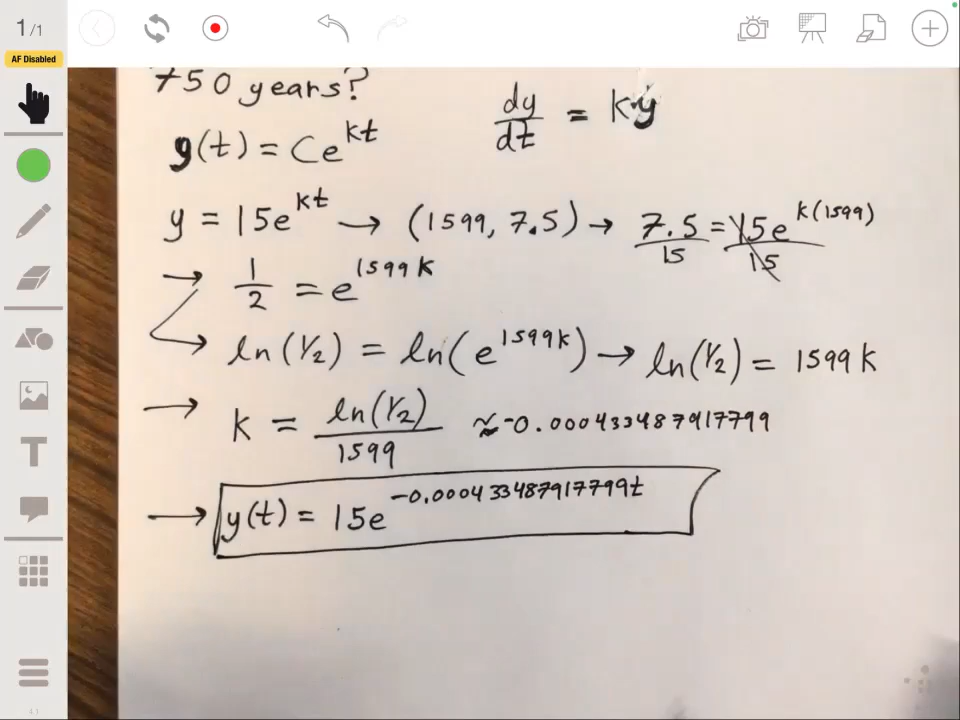 1/1
AF Disabled
750 years?
y(t) = Ce^{kt}
dy/dt = ky
y = 15e^{kt} → (1599, 7.5) → 7.5/15 = 15e^{k(1599)}/15
→ 1/2 = e^{1599k}
→ ln(1/2) = ln(e^{1599k}) → ln(1/2) = 1599k
→ k = ln(1/2)/1599 ≈ -0.000433487917799
→ y(t) = 15e^{-0.000433487917799t}
T